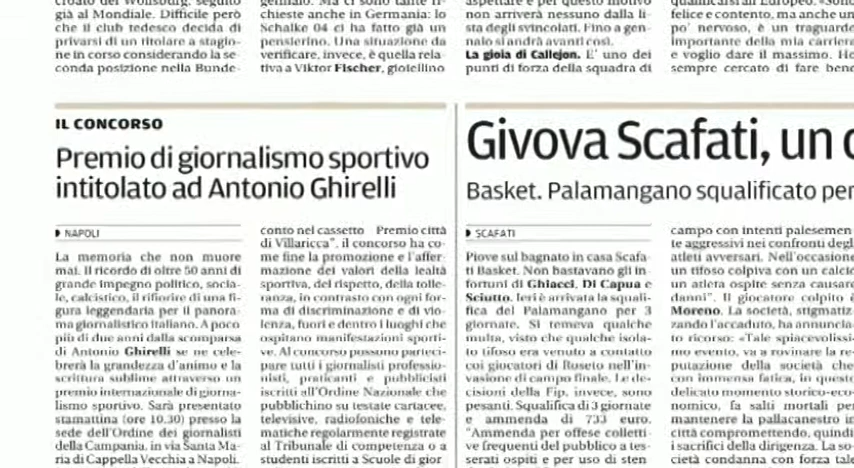 già al Mondiale. Difficile però
che il club tedesco decida di
privarsi di un titolare a stagio-
ne in corso considerando la se-
conda posizione nella Bunde-
chieste anche in Germania: lo
Schalke 04 ci ha fatto già un
pensierino. Una situazione da
verificare, invece, è quella rela-
tiva a Viktor Fischer, gioiellino
non arriverà nessuno dalla li-
sta degli svincolati. Fino a gen-
naio si andrà avanti così.
La gioia di Callejon. E' uno dei
punti di forza della squadra di
felice e contento, ma anche un
po' nervoso, è un traguardo
importante della mia carriera
e voglio dare il massimo. Ho
sempre cercato di fare bene
IL CONCORSO
Premio di giornalismo sportivo
intitolato ad Antonio Ghirelli
NAPOLI
La memoria che non muore
mai. Il ricordo di oltre 50 anni di
grande impegno politico, socia-
le, calcistico, il rifiorire di una fi-
gura leggendaria per il panora-
ma giornalistico italiano. A poco
più di due anni dalla scomparsa
di Antonio Ghirelli se ne cele-
brerà la grandezza d'animo e la
scrittura sublime attraverso un
premio internazionale di giorna-
lismo sportivo. Sarà presentato
stamattina (ore 10.30) presso la
sede dell'Ordine dei giornalisti
della Campania, in via Santa Ma-
ria di Cappella Vecchia a Napoli.
conto nel cassetto Premio città
di Villaricca", il concorso ha co-
me fine la promozione e l'affer-
mazione dei valori della lealtà
sportiva, del rispetto, della tolle-
ranza, in contrasto con ogni for-
ma di discriminazione e di vio-
lenza, fuori e dentro i luoghi che
ospitano manifestazioni sporti-
ve. Al concorso possono parteci-
pare tutti i giornalisti professio-
nisti, praticanti e pubblicisti
iscritti all'Ordine Nazionale che
pubblichino su testate cartacee,
televisive, radiofoniche e tele-
matiche regolarmente registrate
al Tribunale di competenza o a
studenti iscritti a Scuole di gior
Givova Scafati, un
Basket. Palamangano squalificato per
SCAFATI
Piove sul bagnato in casa Scafa-
ti Basket. Non bastavano gli in-
fortuni di Ghiacci, Di Capua e
Sciutto. Ieri è arrivata la squali-
fica del Palamangano per 3
giornate. Si temeva qualche
multa, visto che qualche isola-
to tifoso era venuto a contatto
coi giocatori di Roseto nell'in-
vasione di campo finale. Le de-
cisioni della Fip, invece, sono
pesanti. Squalifica di 3 giornate
e ammenda di 733 euro.
"Ammenda per offese colletti-
ve frequenti del pubblico a tes-
serati ospiti e per uso di sten
campo con intenti palesemen
te aggressivi nei confronti degl
atleti avversari. Nell'occasione
un tifoso colpiva con un calcio
un atleta ospite senza causare
danni". Il giocatore colpito è
Moreno. La società, stigmatiz
zando l'accaduto, ha annuncia-
to ricorso: «Tale spiacevolissi-
mo evento, va a rovinare la re-
putazione della società che
con immensa fatica, in questo
delicato momento storico-eco-
nomico, fa salti mortali per
mantenere la pallacanestro in
città compromettendo, quindi
i sacrifici della dirigenza. La so-
cietà condanna con forza tale